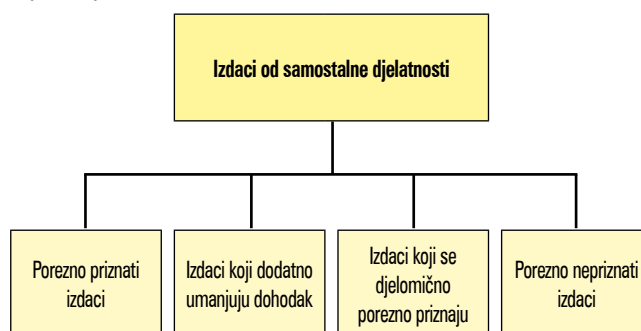 Izdaci od samostalne djelatnosti
Porezno priznati
izdaci
Izdaci koji dodatno
umanjuju dohodak
Izdaci koji se
djelomično
porezno priznaju
Porezno nepriznati
izdaci